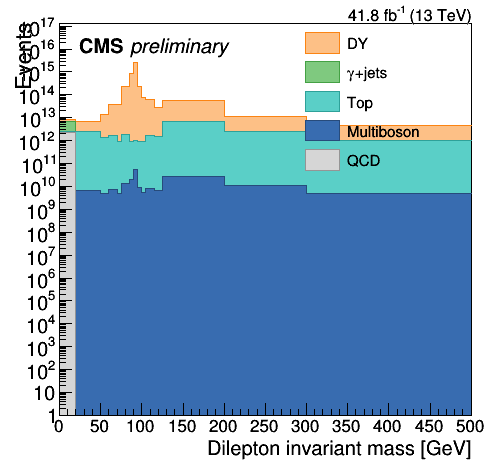 41.8 fb⁻¹ (13 TeV)
CMS preliminary
Events
10¹⁷
10¹⁶
10¹⁵
10¹⁴
10¹³
10¹²
10¹¹
10¹⁰
10⁹
10⁸
10⁷
10⁶
10⁵
10⁴
10³
10²
10
1
DY
γ+jets
Top
Multiboson
QCD
0 50 100 150 200 250 300 350 400 450 500
Dilepton invariant mass [GeV]